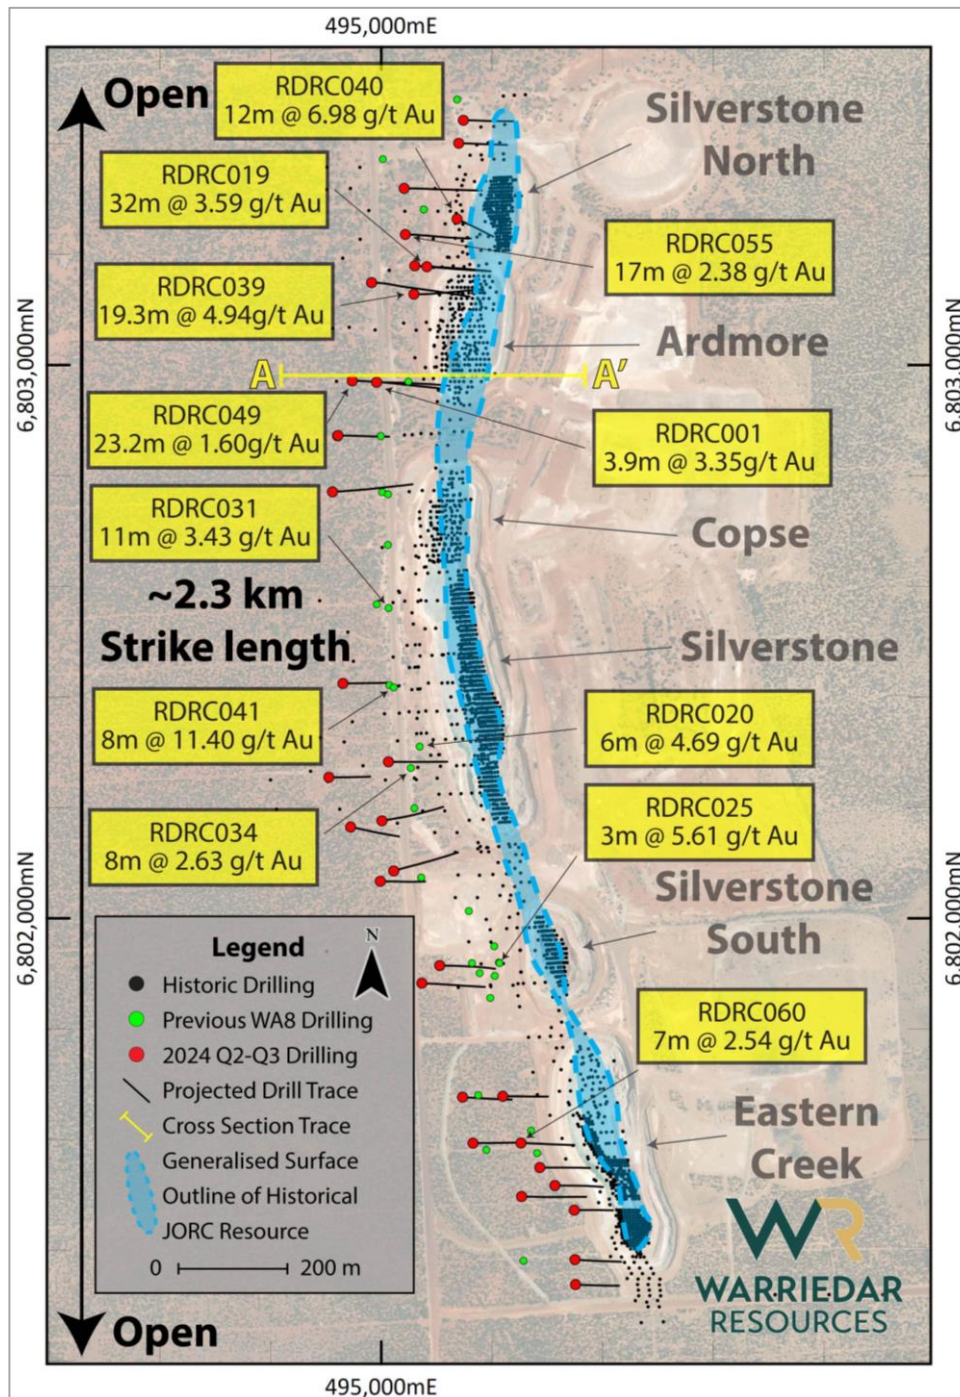 495,000mE
Open
RDRC040
12m @ 6.98 g/t Au
Silverstone
North
RDRC019
32m @ 3.59 g/t Au
RDRC055
17m @ 2.38 g/t Au
RDRC039
19.3m @ 4.94g/t Au
Ardmore
6,803,000mN
6,803,000mN
A
A'
RDRC049
23.2m @ 1.60g/t Au
RDRC001
3.9m @ 3.35g/t Au
RDRC031
11m @ 3.43 g/t Au
Copse
~2.3 km
Strike length
Silverstone
RDRC041
8m @ 11.40 g/t Au
RDRC020
6m @ 4.69 g/t Au
RDRC034
8m @ 2.63 g/t Au
RDRC025
3m @ 5.61 g/t Au
6,802,000mN
6,802,000mN
Silverstone
South
Legend
N
Historic Drilling
Previous WA8 Drilling
2024 Q2-Q3 Drilling
Projected Drill Trace
Cross Section Trace
Generalised Surface
Outline of Historical
JORC Resource
0 200 m
RDRC060
7m @ 2.54 g/t Au
Eastern
Creek
WR
WARRIEDAR
RESOURCES
Open
495,000mE